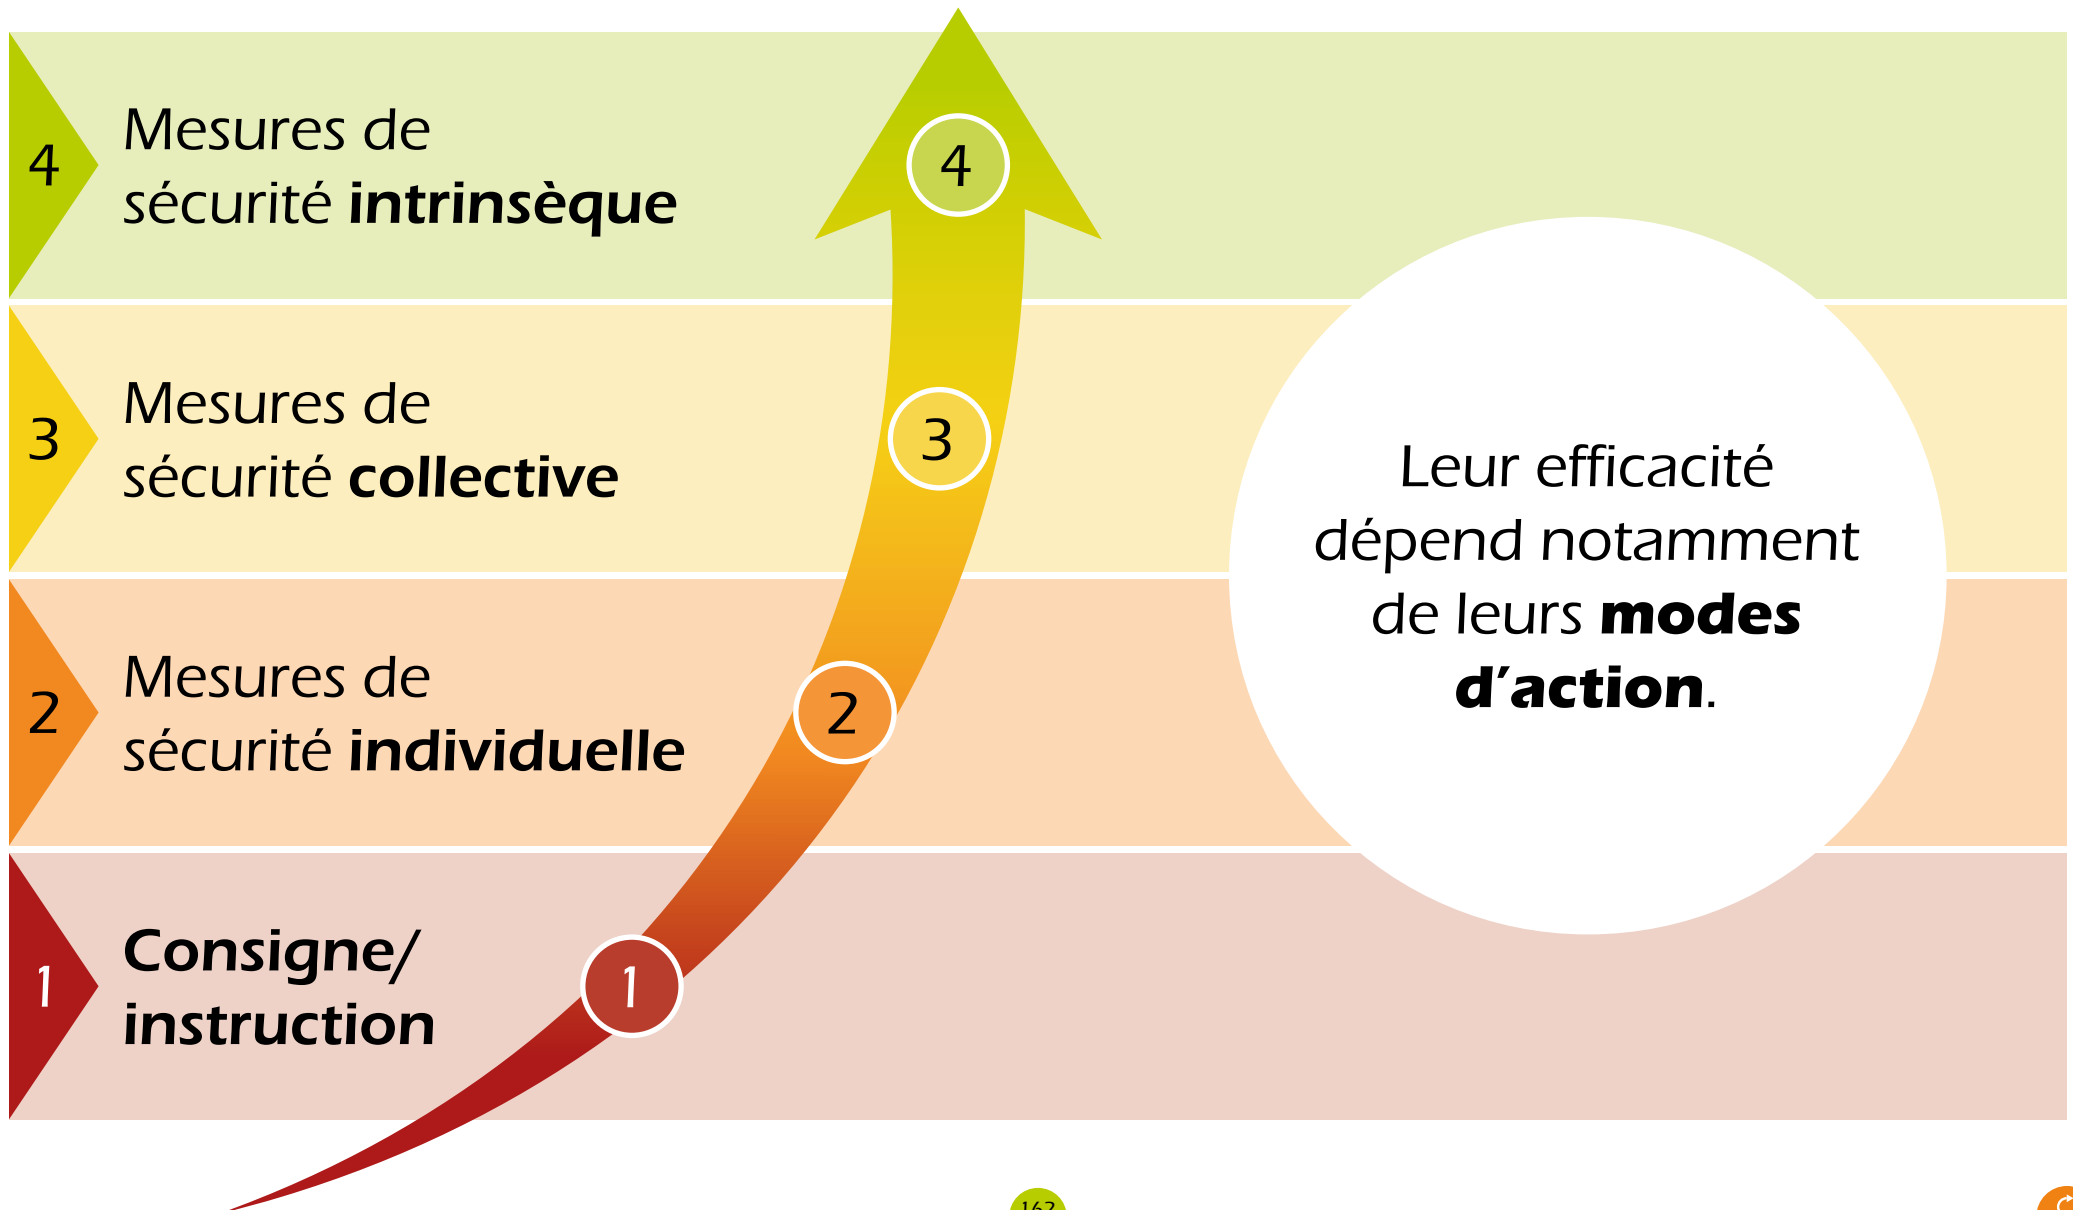 4
Mesures de
sécurité intrinsèque
4
3
Mesures de
sécurité collective
3
Leur efficacité
dépend notamment
de leurs modes
d'action.
2
Mesures de
sécurité individuelle
2
1
Consigne/
instruction
1
162